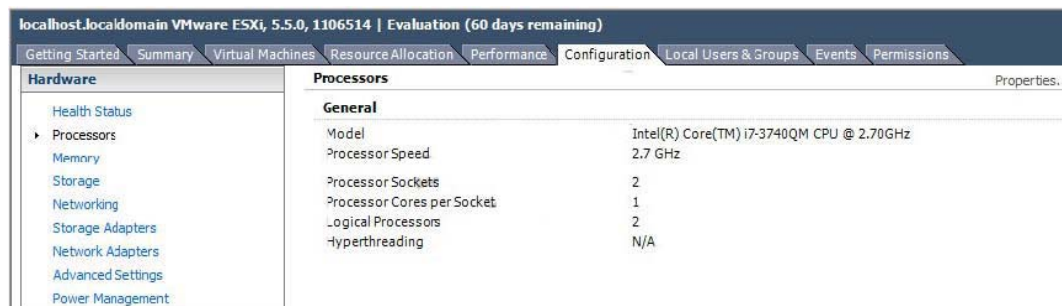 localhost.localdomain VMware ESXi, 5.5.0, 1106514 | Evaluation (60 days remaining)
Getting Started Summary Virtual Machines Resource Allocation Performance Configuration Local Users & Groups Events Permissions
Hardware
Health Status
Processors
Memory
Storage
Networking
Storage Adapters
Network Adapters
Advanced Settings
Power Management
Processors
Properties.
General
Model Intel(R) Core(TM) i7-3740QM CPU @ 2.70GHz
Processor Speed 2.7 GHz
Processor Sockets 2
Processor Cores per Socket 1
Logical Processors 2
Hyperthreading N/A